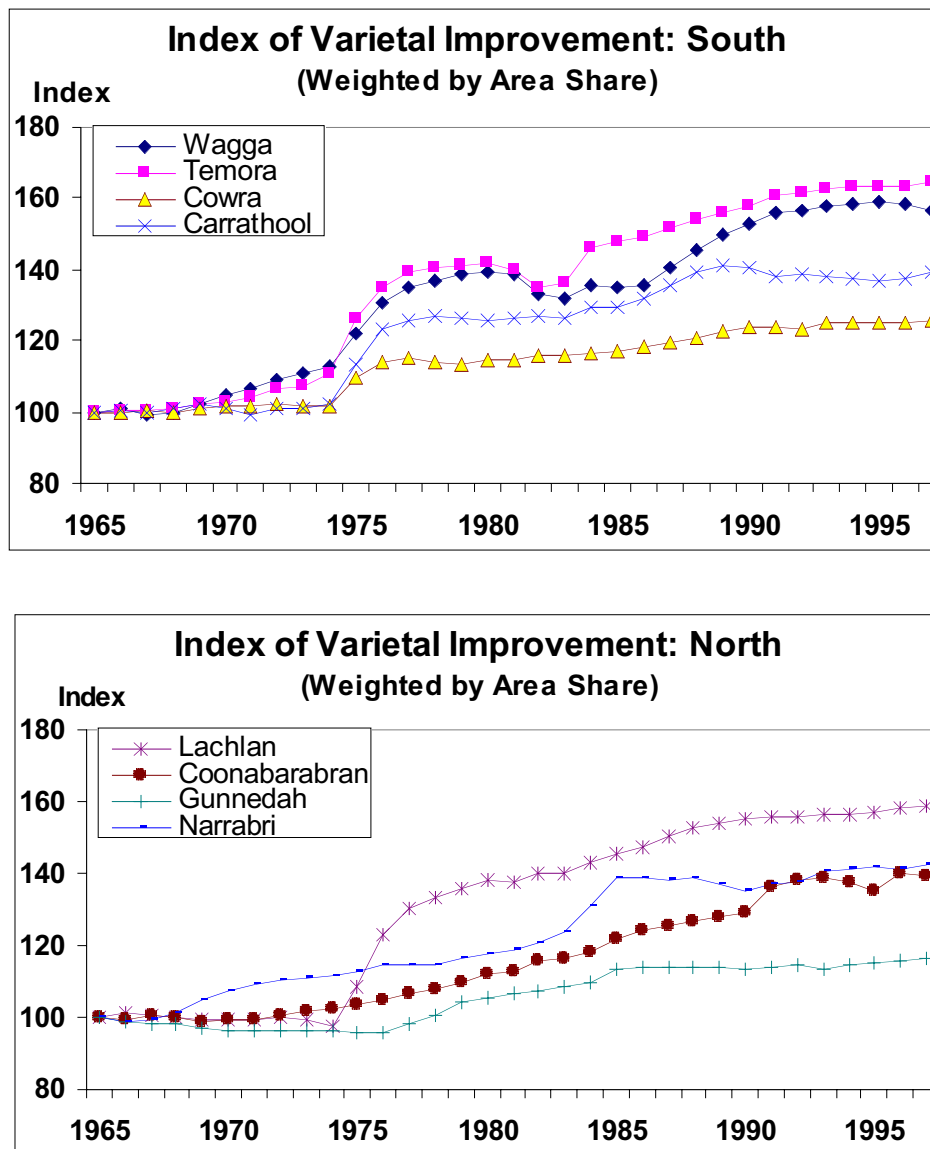 Index of Varietal Improvement: South
(Weighted by Area Share)
Index
180
160
140
120
100
80
Wagga
Temora
Cowra
Carrathool
1965 1970 1975 1980 1985 1990 1995
Index of Varietal Improvement: North
(Weighted by Area Share)
Index
180
160
140
120
100
80
Lachlan
Coonabarabran
Gunnedah
Narrabri
1965 1970 1975 1980 1985 1990 1995